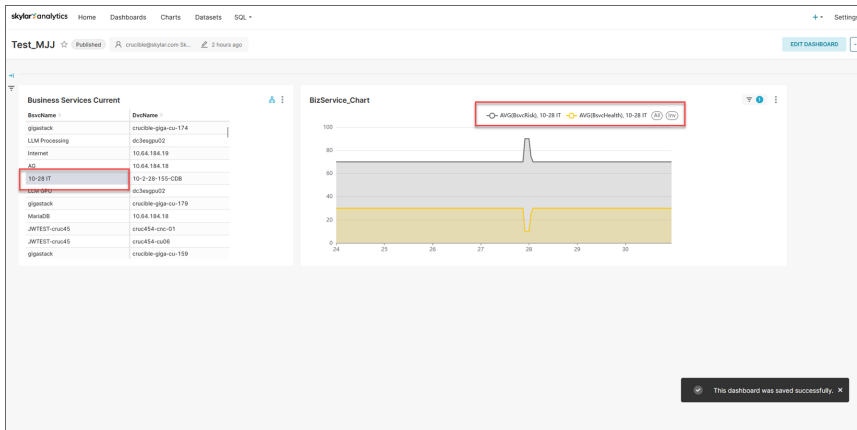 skylar analytics Home Dashboards Charts Datasets SQL Settings
Test_MJJ Published crucible@skylar.com Sk... 2 hours ago EDIT DASHBOARD
Business Services Current
BsvcName DvcName
gigastack crucible-giga-cu-174
LLM Processing dc3esgpu02
Internet 10.64.184.19
AG 10.64.184.18
10-28 IT 10-2-28-155-CDB
LLM GPU dc3esgpu02
gigastack crucible-giga-cu-179
MariaDB 10.64.184.18
JWTEST-cruc45 cruc454-cnc-01
JWTEST-cruc45 cruc454-cu06
gigastack crucible-giga-cu-159
BizService_Chart 1
AVG(BsvcRisk), 10-28 IT AVG(BsvcHealth), 10-28 IT All Inv
100
80
60
40
20
0
24 25 26 27 28 29 30
This dashboard was saved successfully.